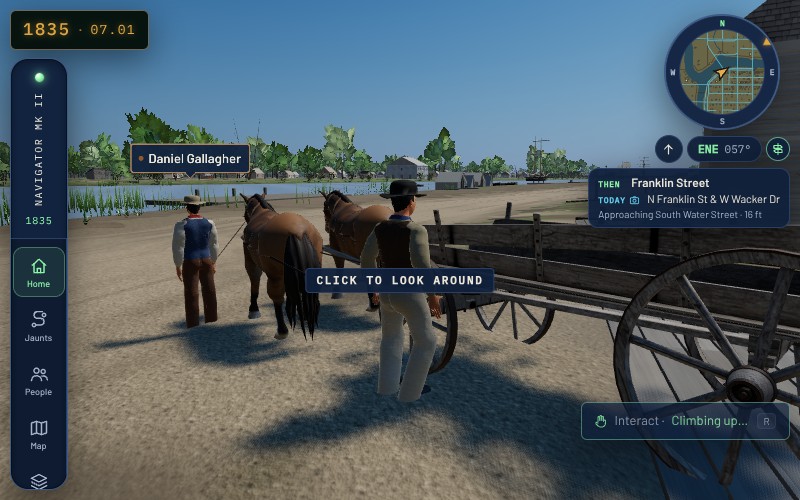 1835 · 07.01
NAVIGATOR MK II
1835
Home
Jaunts
People
Map
Daniel Gallagher
CLICK TO LOOK AROUND
N
W
E
S
ENE 057°
THEN Franklin Street
TODAY N Franklin St & W Wacker Dr
Approaching South Water Street · 16 ft
Interact · Climbing up... R